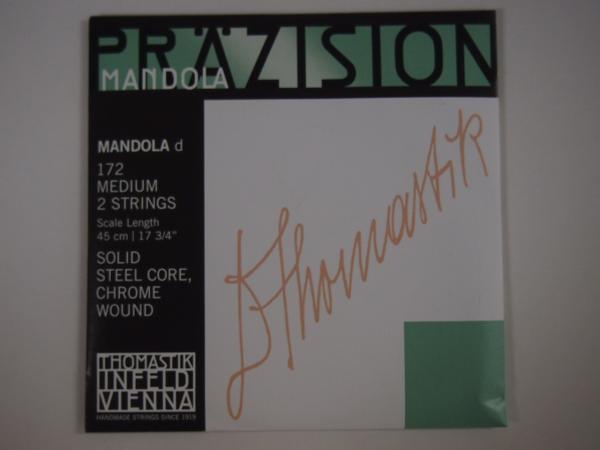 PRÄZISION
MANDOLA
MANDOLA d
172
MEDIUM
2 STRINGS
Scale Length
45 cm | 17 3/4"
SOLID
STEEL CORE,
CHROME
WOUND
Thomastik
THOMASTIK
INFELD
VIENNA
HANDMADE STRINGS SINCE 1919